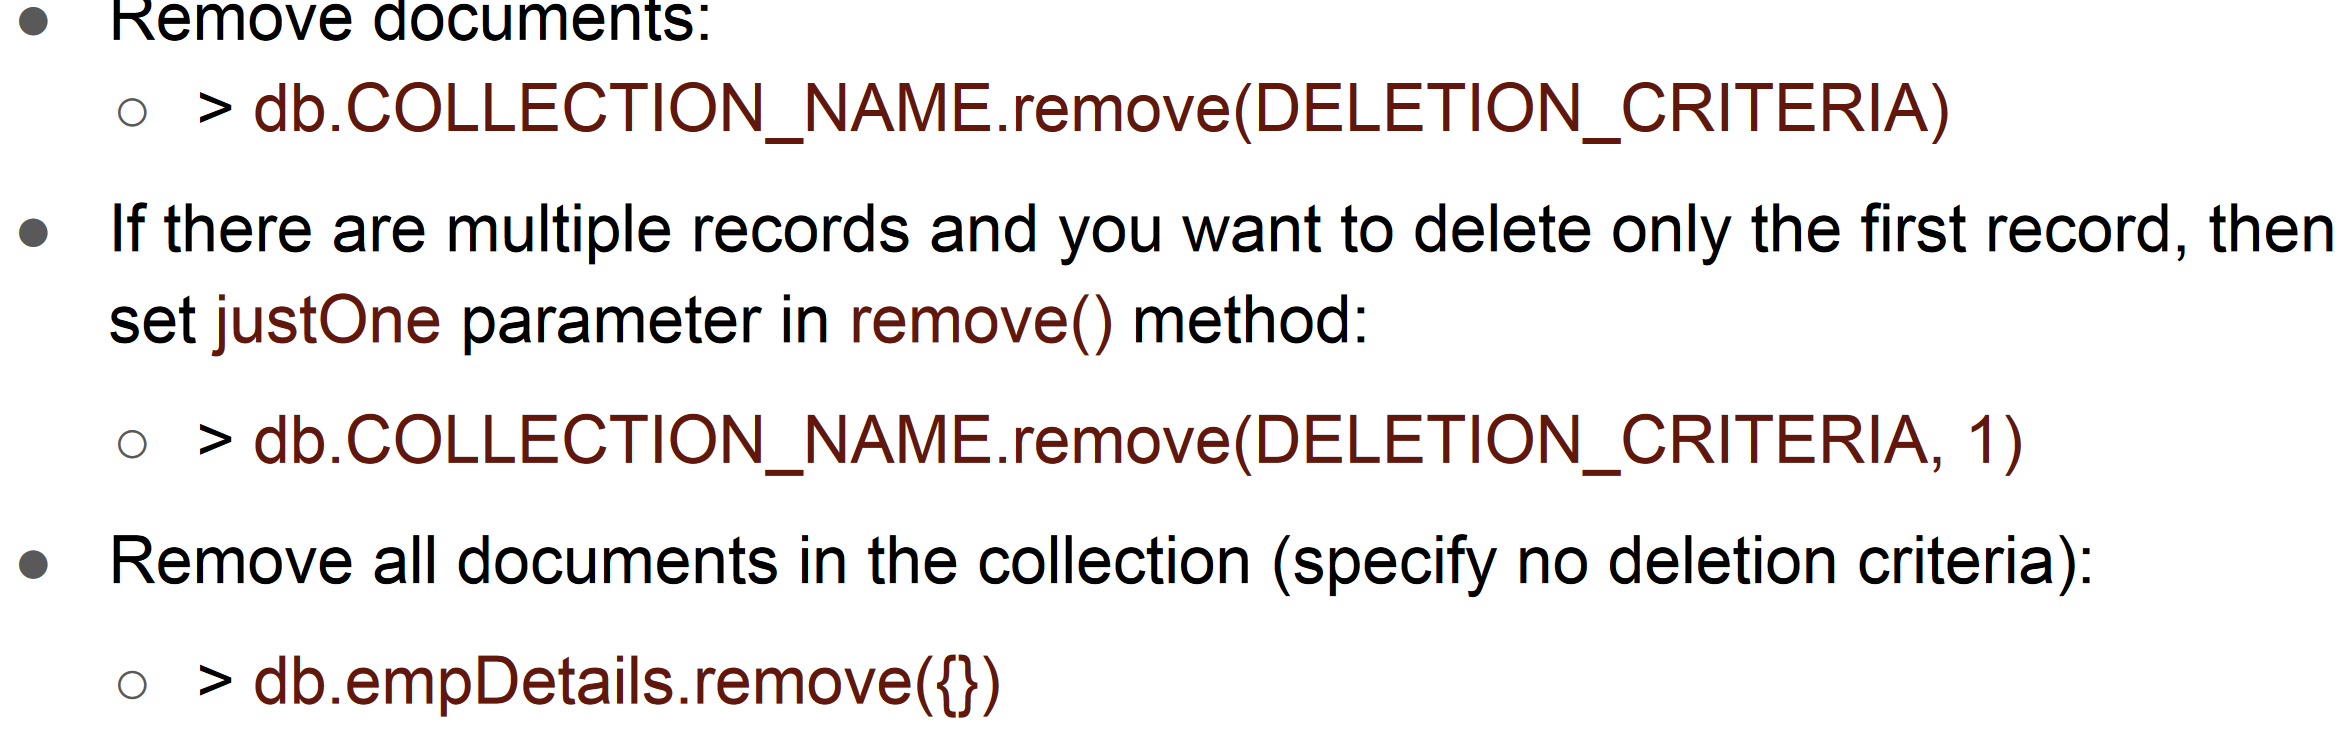 ● Remove documents:
○ > db.COLLECTION_NAME.remove(DELETION_CRITERIA)
● If there are multiple records and you want to delete only the first record, then
set justOne parameter in remove() method:
○ > db.COLLECTION_NAME.remove(DELETION_CRITERIA, 1)
● Remove all documents in the collection (specify no deletion criteria):
○ > db.empDetails.remove({})